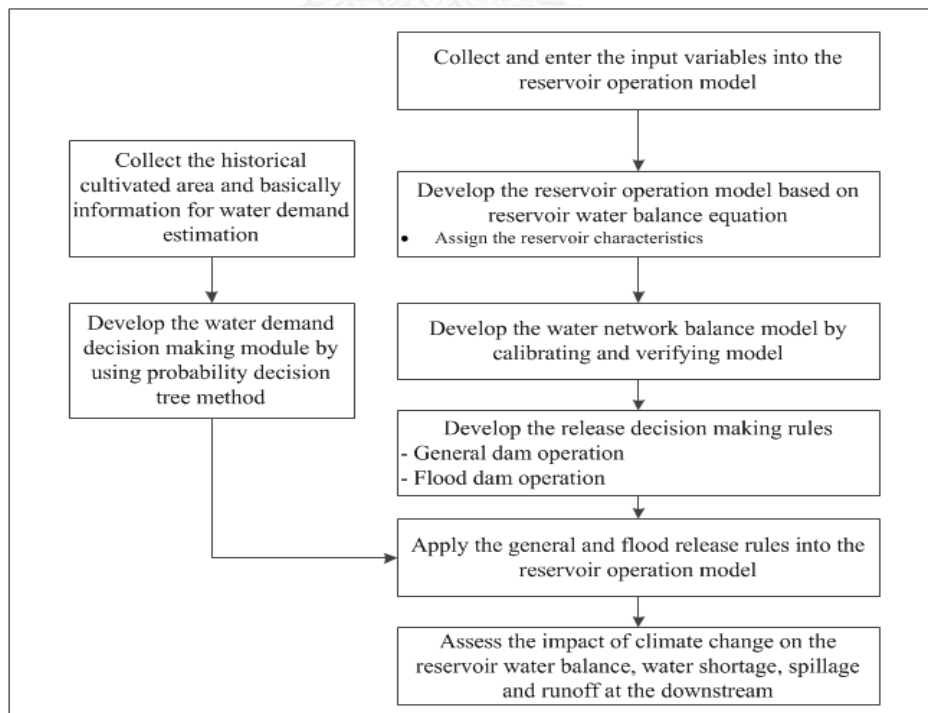 Collect and enter the input variables into the
reservoir operation model
Collect the historical
cultivated area and basically
information for water demand
estimation
Develop the reservoir operation model based on
reservoir water balance equation
• Assign the reservoir characteristics
Develop the water demand
decision making module by
using probability decision
tree method
Develop the water network balance model by
calibrating and verifying model
Develop the release decision making rules
- General dam operation
- Flood dam operation
Apply the general and flood release rules into the
reservoir operation model
Assess the impact of climate change on the
reservoir water balance, water shortage, spillage
and runoff at the downstream